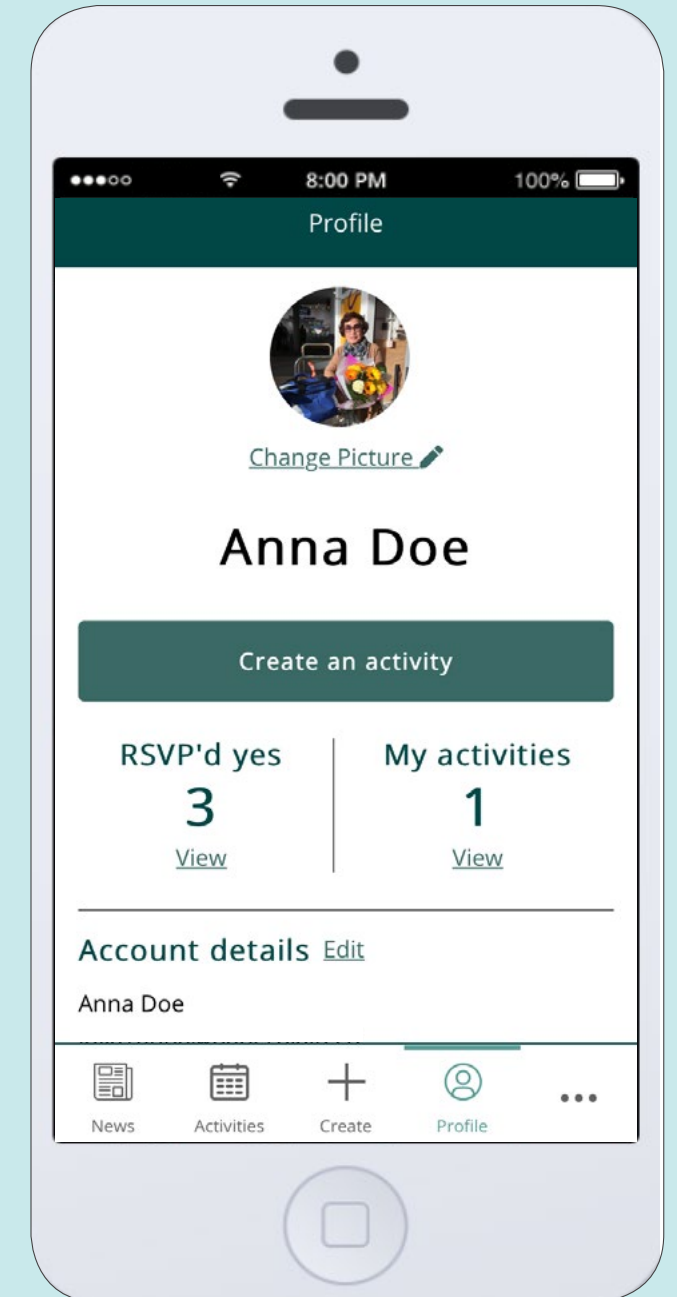 8:00 PM 100%
Profile
Change Picture
Anna Doe
Create an activity
RSVP'd yes My activities
3 1
View View
Account details Edit
Anna Doe
News Activities Create Profile